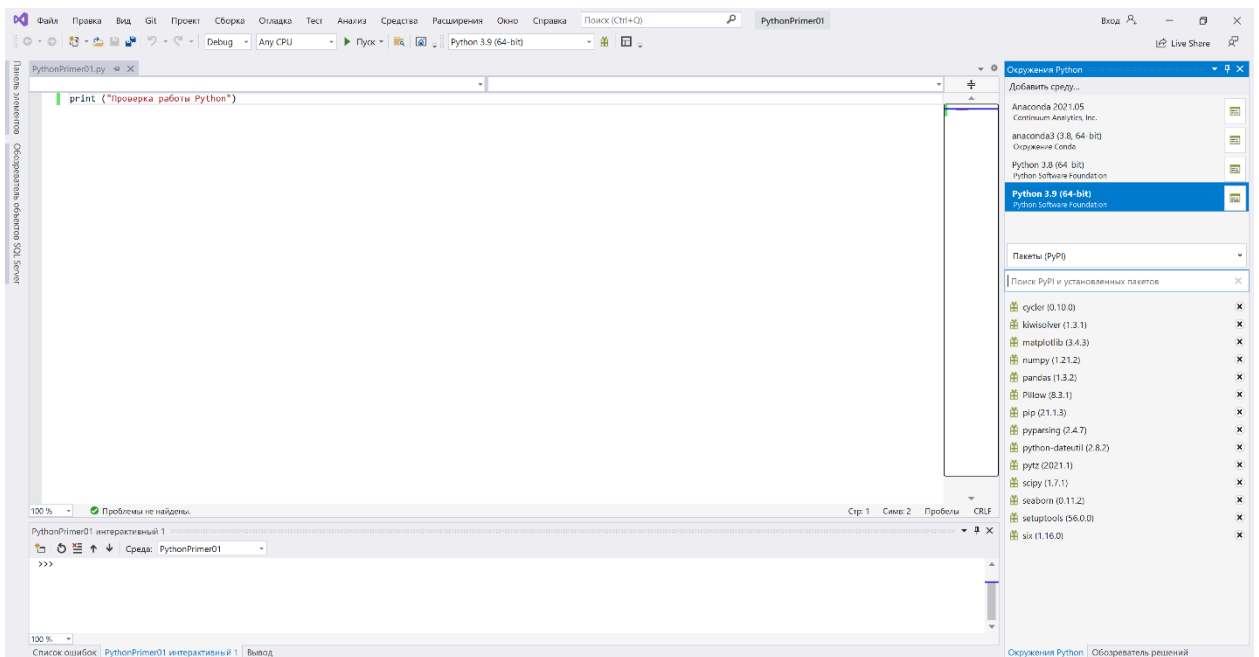 Файл Правка Вид Git Проект Сборка Отладка Тест Анализ Средства Расширения Окно Справка Поиск (Ctrl+Q) PythonPrimer01 Вход
Debug Any CPU Пуск Python 3.9 (64-bit) Live Share
Панель элементов
Обозреватель объектов SQL Server
PythonPrimer01.py
print ("Проверка работы Python")
100 % Проблемы не найдены. Стр: 1 Симв: 2 Пробелы CRLF
PythonPrimer01 интерактивный 1
Среда: PythonPrimer01
>>>
100 %
Список ошибок PythonPrimer01 интерактивный 1 Вывод
Окружения Python
Добавить среду...
Anaconda 2021.05
Continuum Analytics, Inc.
anaconda3 (3.8, 64-bit)
Окружение Conda
Python 3.8 (64-bit)
Python Software Foundation
Python 3.9 (64-bit)
Python Software Foundation
Пакеты (PyPI)
Поиск PyPI и установленных пакетов
cycler (0.10.0)
kiwisolver (1.3.1)
matplotlib (3.4.3)
numpy (1.21.2)
pandas (1.3.2)
Pillow (8.3.1)
pip (21.1.3)
pyparsing (2.4.7)
python-dateutil (2.8.2)
pytz (2021.1)
scipy (1.7.1)
seaborn (0.11.2)
setuptools (56.0.0)
six (1.16.0)
Окружения Python Обозреватель решений